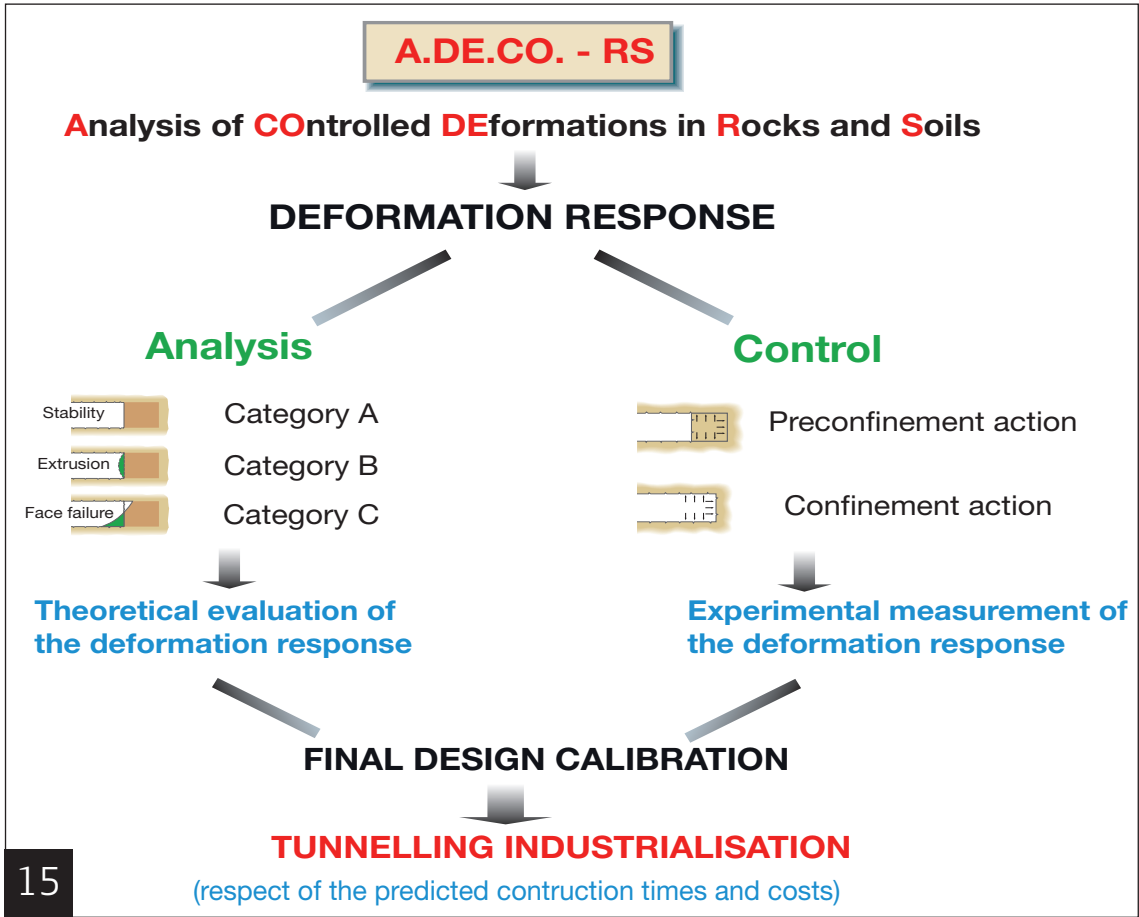 A.DE.CO. - RS
Analysis of COntrolled DEformations in Rocks and Soils
DEFORMATION RESPONSE
Analysis
Stability
Category A
Extrusion
Category B
Face failure
Category C
Theoretical evaluation of
the deformation response
Control
Preconfinement action
Confinement action
Experimental measurement of
the deformation response
FINAL DESIGN CALIBRATION
TUNNELLING INDUSTRIALISATION
(respect of the predicted contruction times and costs)
15